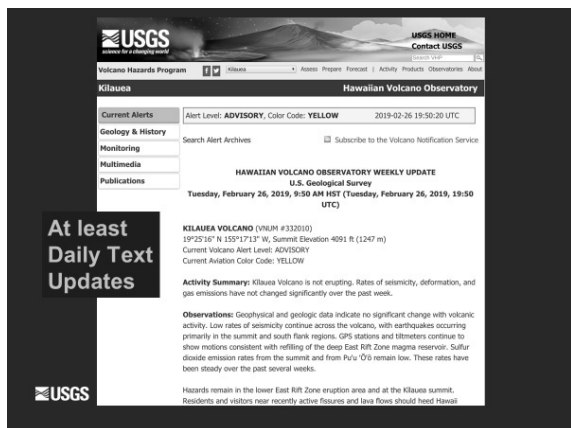 USGS
science for a changing world
USGS HOME
Contact USGS
Search VHP
Volcano Hazards Program
Kilauea
Assess Prepare Forecast | Activity Products Observatories About
Kilauea
Hawaiian Volcano Observatory
Current Alerts
Geology & History
Monitoring
Multimedia
Publications
Alert Level: ADVISORY, Color Code: YELLOW
2019-02-26 19:50:20 UTC
Search Alert Archives
Subscribe to the Volcano Notification Service
HAWAIIAN VOLCANO OBSERVATORY WEEKLY UPDATE
U.S. Geological Survey
Tuesday, February 26, 2019, 9:50 AM HST (Tuesday, February 26, 2019, 19:50
UTC)
KILAUEA VOLCANO (VNUM #332010)
19°25'16" N 155°17'13" W, Summit Elevation 4091 ft (1247 m)
Current Volcano Alert Level: ADVISORY
Current Aviation Color Code: YELLOW
Activity Summary: Kīlauea Volcano is not erupting. Rates of seismicity, deformation, and
gas emissions have not changed significantly over the past week.
Observations: Geophysical and geologic data indicate no significant change with volcanic
activity. Low rates of seismicity continue across the volcano, with earthquakes occurring
primarily in the summit and south flank regions. GPS stations and tiltmeters continue to
show motions consistent with refilling of the deep East Rift Zone magma reservoir. Sulfur
dioxide emission rates from the summit and from Pu'u 'Ō'ō remain low. These rates have
been steady over the past several weeks.
Hazards remain in the lower East Rift Zone eruption area and at the Kīlauea summit.
Residents and visitors near recently active fissures and lava flows should heed Hawaii
At least
Daily Text
Updates
USGS